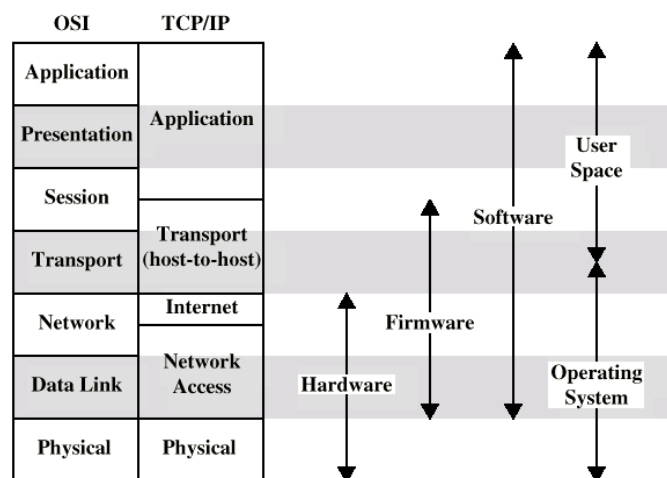 OSI TCP/IP
Application
Presentation
Session
Transport
Network
Data Link
Physical
Application
Transport
(host-to-host)
Internet
Network
Access
Physical
Hardware
Firmware
Software
User
Space
Operating
System